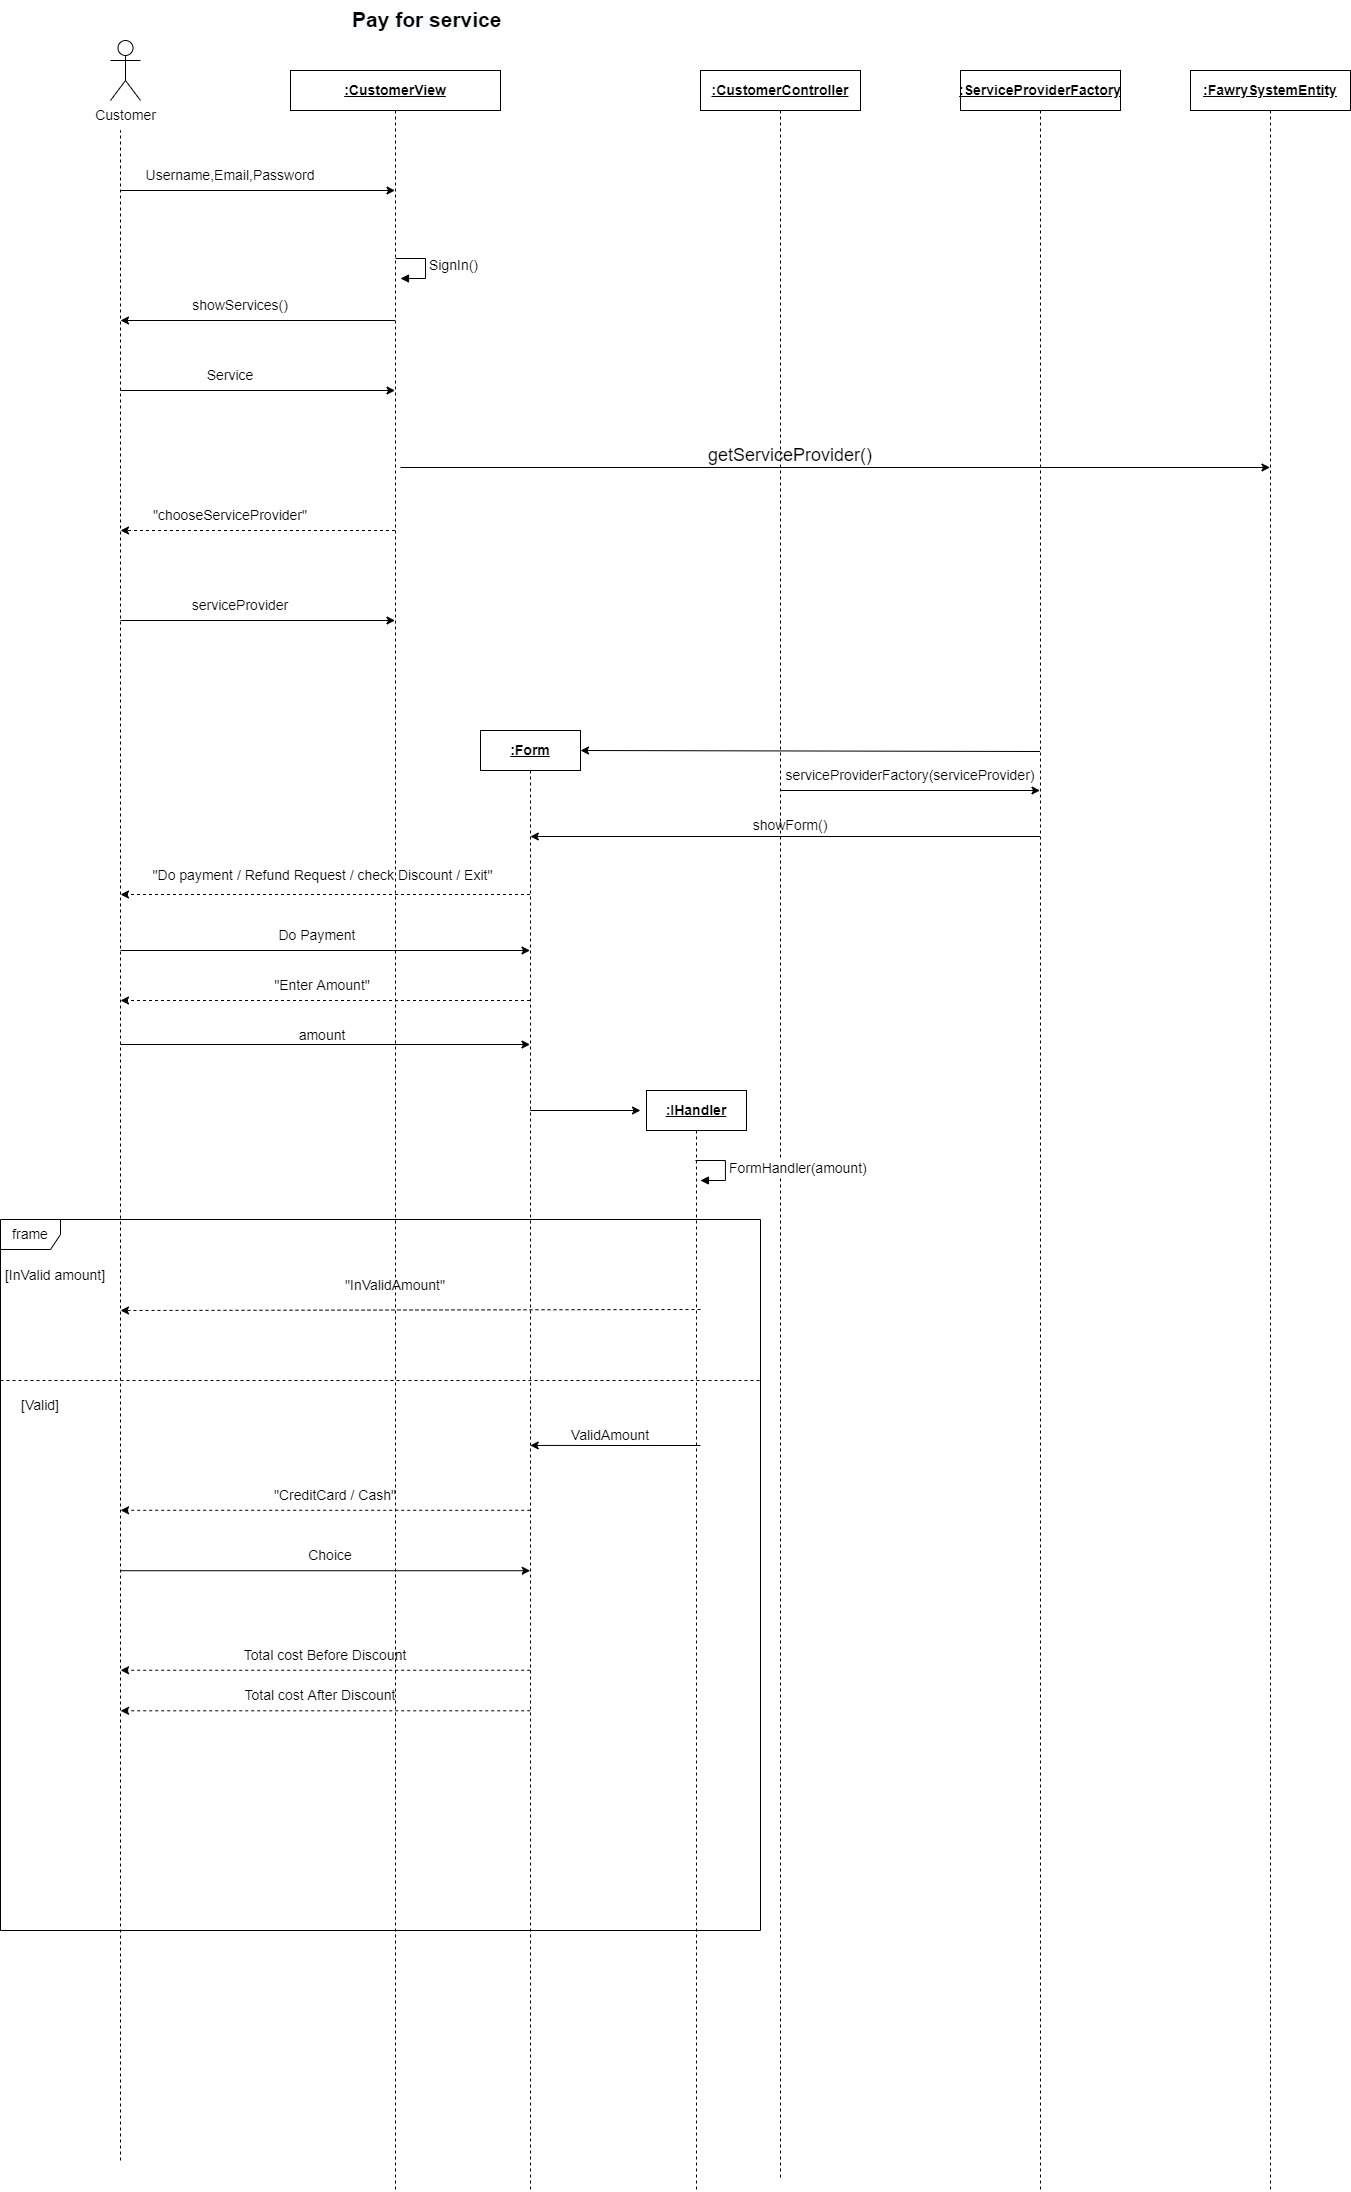 Pay for service
Customer
:CustomerView
:CustomerController
:ServiceProviderFactory
:FawrySystemEntity
Username,Email,Password
SignIn()
showServices()
Service
getServiceProvider()
"chooseServiceProvider"
serviceProvider
:Form
serviceProviderFactory(serviceProvider)
showForm()
"Do payment / Refund Request / check Discount / Exit"
Do Payment
"Enter Amount"
amount
:IHandler
FormHandler(amount)
frame
[InValid amount]
"InValidAmount"
[Valid]
ValidAmount
"CreditCard / Cash"
Choice
Total cost Before Discount
Total cost After Discount